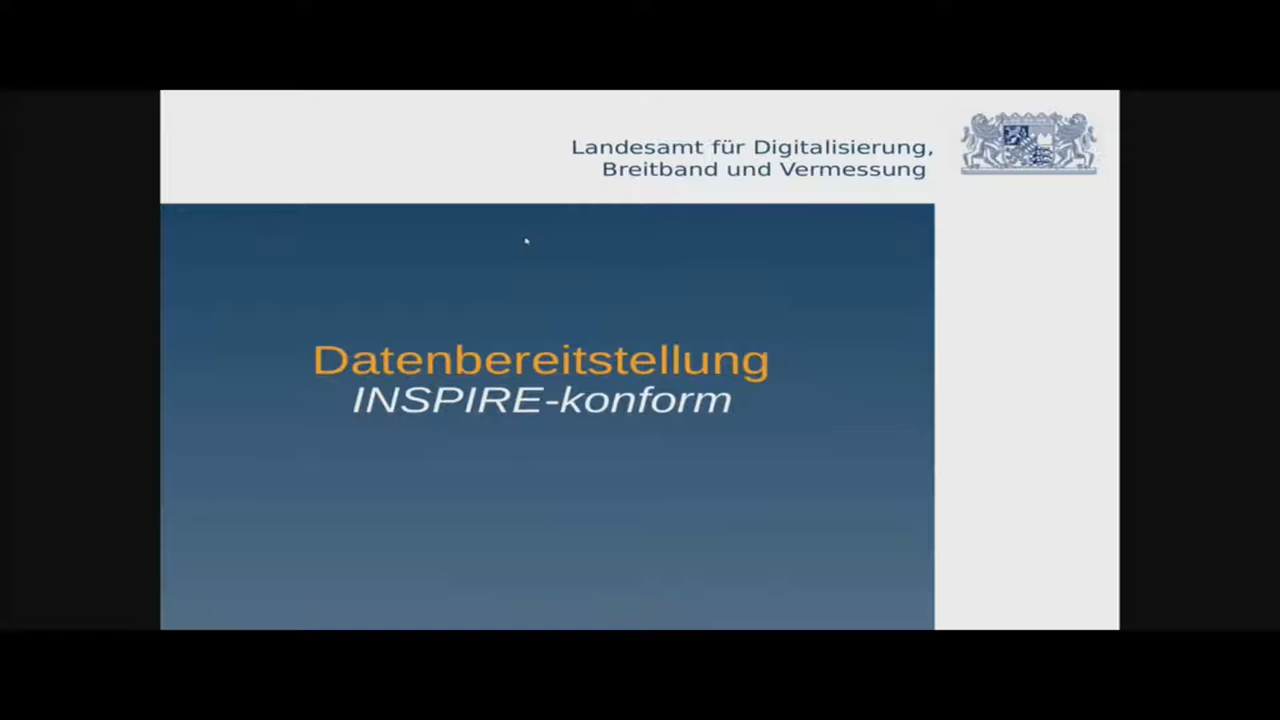 Landesamt für Digitalisierung,
Breitband und Vermessung
Datenbereitstellung
INSPIRE-konform